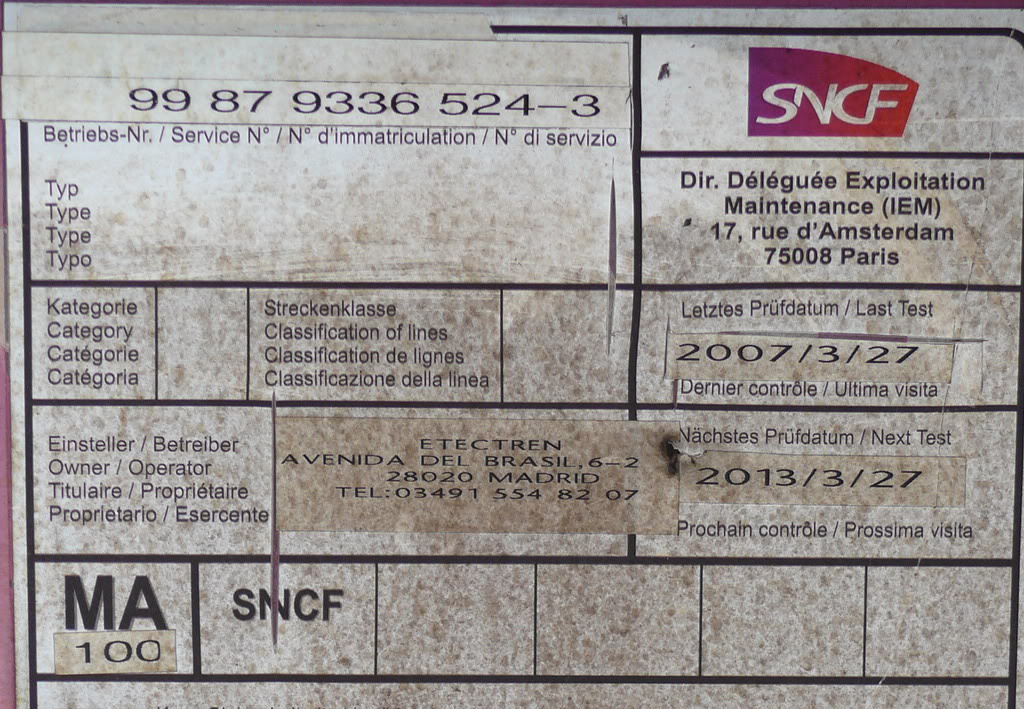 99 87 9336 524-3
Betriebs-Nr. / Service N° / N° d'immatriculation / N° di servizio
Typ
Type
Type
Typo
SNCF
Dir. Déléguée Exploitation
Maintenance (IEM)
17, rue d'Amsterdam
75008 Paris
Kategorie
Category
Catégorie
Catégoria
Streckenklasse
Classification of lines
Classification de lignes
Classificazione della linea
Letztes Prüfdatum / Last Test
2007/3/27
Dernier contrôle / Ultima visita
Einsteller / Betreiber
Owner / Operator
Titulaire / Propriétaire
Proprietario / Esercente
ETECTREN
AVENIDA DEL BRASIL,6-2
28020 MADRID
TEL:03491 554 82 07
Nächstes Prüfdatum / Next Test
2013/3/27
Prochain contrôle / Prossima visita
MA
100
SNCF